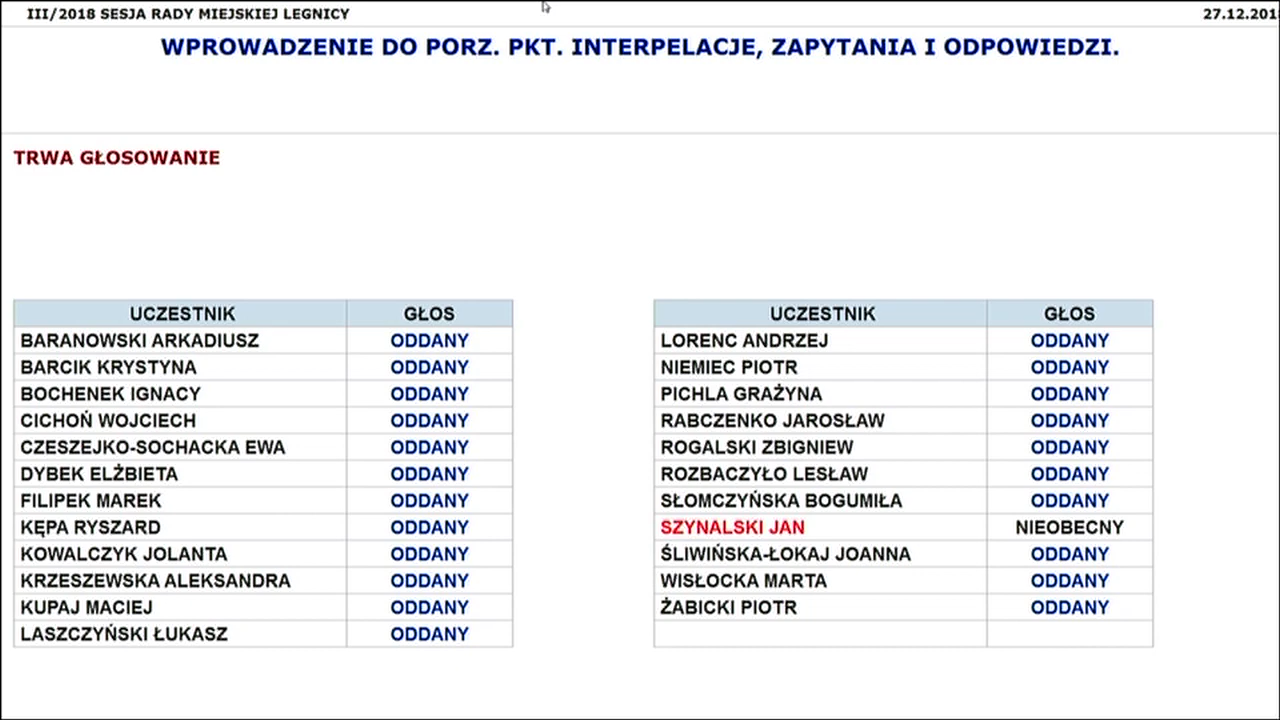 III/2018 SESJA RADY MIEJSKIEJ LEGNICY
27.12.201
WPROWADZENIE DO PORZ. PKT. INTERPELACJE, ZAPYTANIA I ODPOWIEDZI.
TRWA GŁOSOWANIE
UCZESTNIK GŁOS
BARANOWSKI ARKADIUSZ ODDANY
BARCIK KRYSTYNA ODDANY
BOCHENEK IGNACY ODDANY
CICHOŃ WOJCIECH ODDANY
CZESZEJKO-SOCHACKA EWA ODDANY
DYBEK ELŻBIETA ODDANY
FILIPEK MAREK ODDANY
KĘPA RYSZARD ODDANY
KOWALCZYK JOLANTA ODDANY
KRZESZEWSKA ALEKSANDRA ODDANY
KUPAJ MACIEJ ODDANY
LASZCZYŃSKI ŁUKASZ ODDANY
UCZESTNIK GŁOS
LORENC ANDRZEJ ODDANY
NIEMIEC PIOTR ODDANY
PICHLA GRAŻYNA ODDANY
RABCZENKO JAROSŁAW ODDANY
ROGALSKI ZBIGNIEW ODDANY
ROZBACZYŁO LESŁAW ODDANY
SŁOMCZYŃSKA BOGUMIŁA ODDANY
SZYNALSKI JAN NIEOBECNY
ŚLIWIŃSKA-ŁOKAJ JOANNA ODDANY
WISŁOCKA MARTA ODDANY
ŻABICKI PIOTR ODDANY